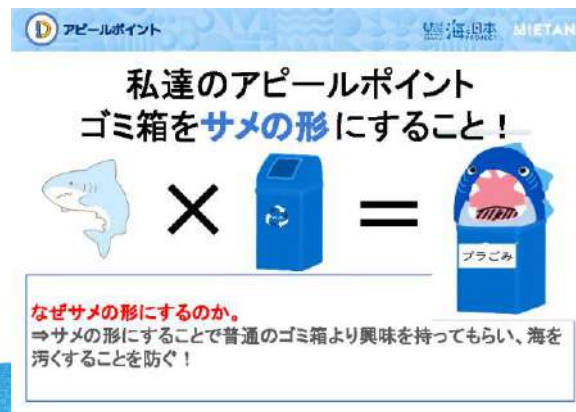 D アピールポイント
海と日本 PROJECT MIETAN
私達のアピールポイント
ゴミ箱をサメの形にすること！
プラごみ
なぜサメの形にするのか。
⇒サメの形にすることで普通のゴミ箱より興味を持ってもらい、海を
汚くすることを防ぐ！